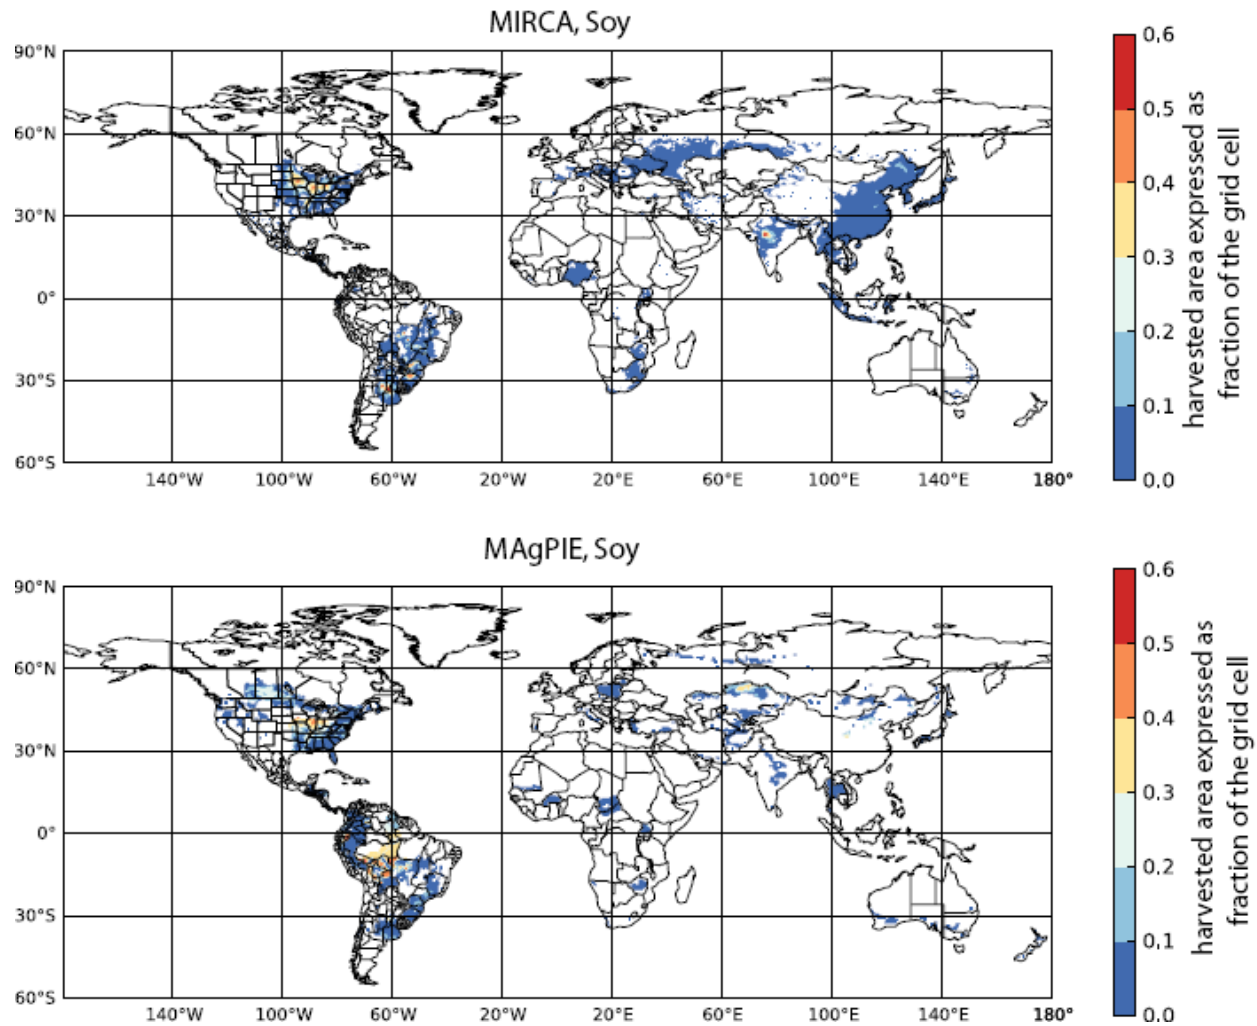 MIRCA, Soy
90°N
60°N
30°N
0°
30°S
60°S
140°W 100°W 60°W 20°W 20°E 60°E 100°E 140°E 180°
0.6
0.5
0.4
0.3
0.2
0.1
0.0
harvested area expressed as
fraction of the grid cell
MAgPIE, Soy
90°N
60°N
30°N
0°
30°S
60°S
140°W 100°W 60°W 20°W 20°E 60°E 100°E 140°E 180°
0.6
0.5
0.4
0.3
0.2
0.1
0.0
harvested area expressed as
fraction of the grid cell